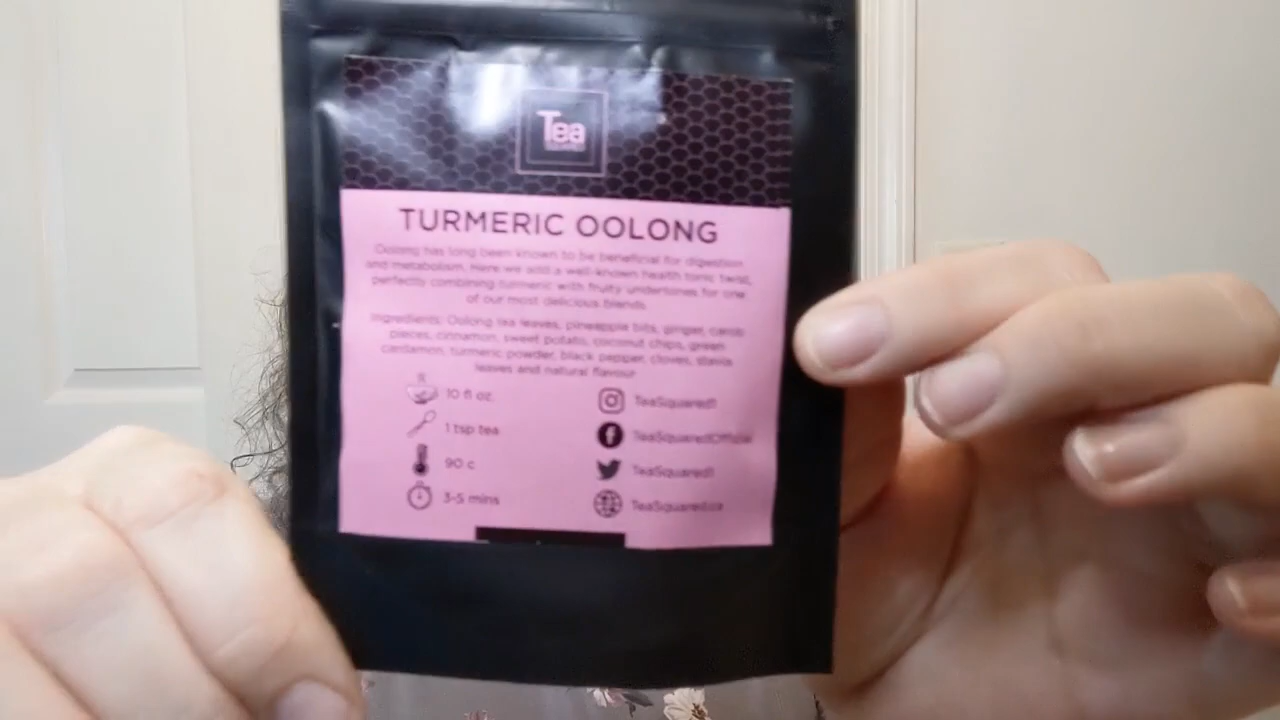 Tea
SQUARED
TURMERIC OOLONG
Oolong has long been known to be beneficial for digestion
and metabolism. Here we add a well-known health tonic twist,
perfectly combining turmeric with fruity undertones for one
of our most delicious blends.
Ingredients: Oolong tea leaves, pineapple bits, ginger, carob
pieces, cinnamon, sweet potato, coconut chips, green
cardamon, turmeric powder, black pepper, cloves, stevia
leaves and natural flavour
10 fl oz.
1 tsp tea
90 c
3-5 mins
TeaSquared1
TeaSquaredOfficial
TeaSquared1
TeaSquared.ca